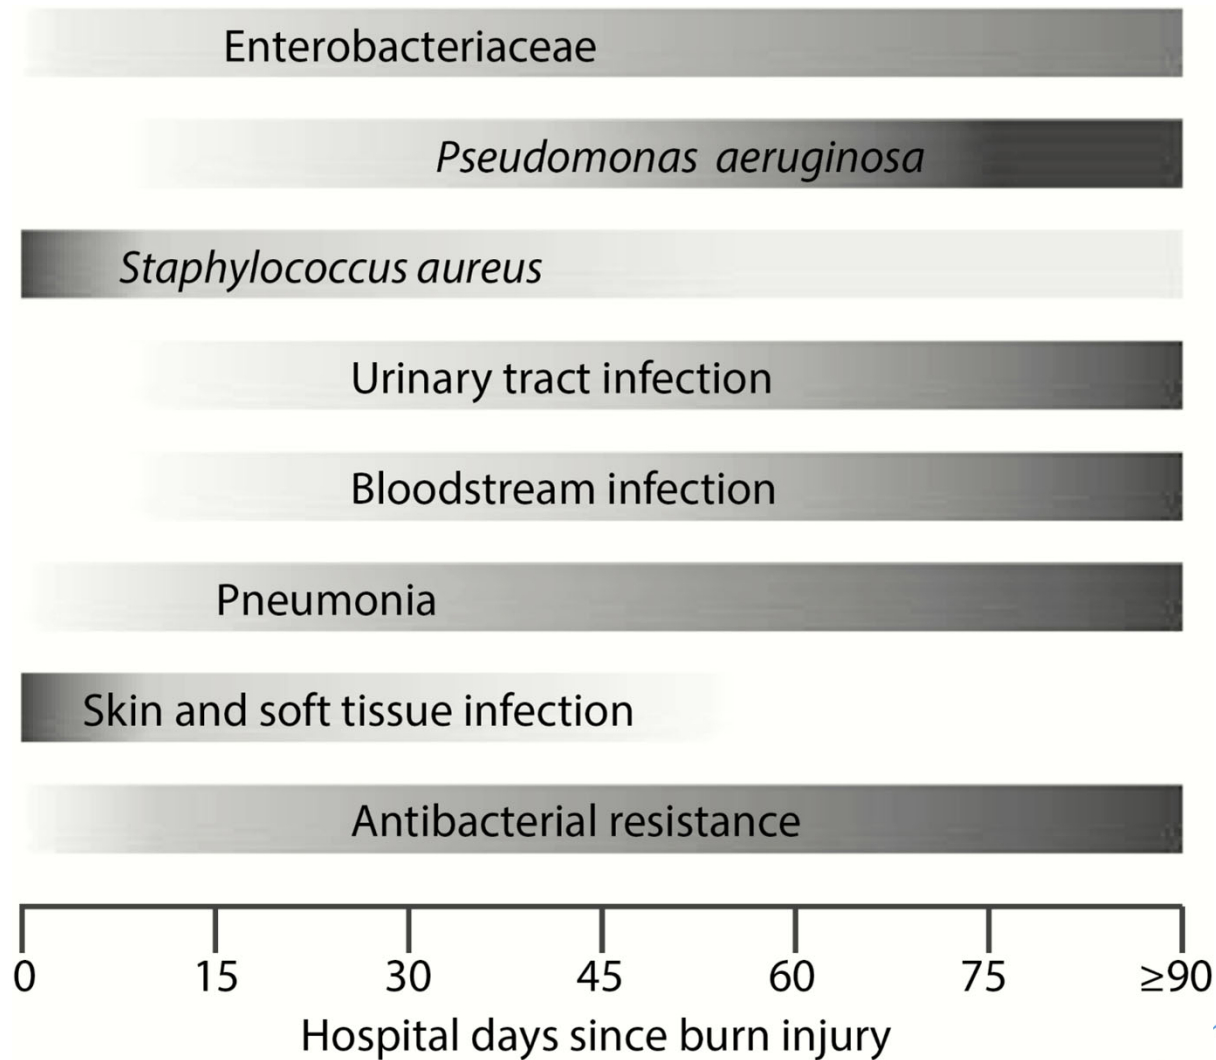 Enterobacteriaceae
Pseudomonas aeruginosa
Staphylococcus aureus
Urinary tract infection
Bloodstream infection
Pneumonia
Skin and soft tissue infection
Antibacterial resistance
0 15 30 45 60 75 ≥90
Hospital days since burn injury